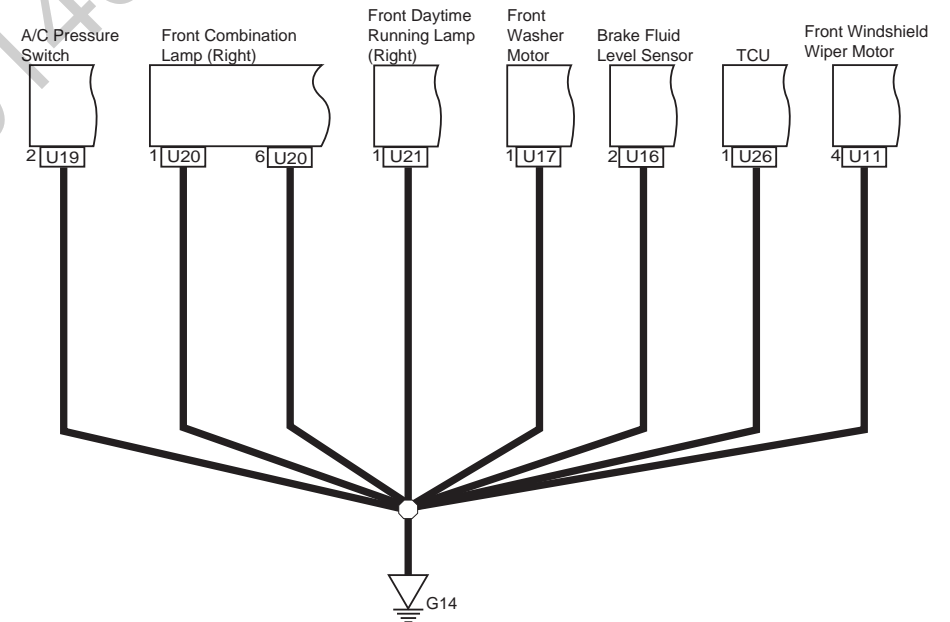 A/C Pressure
Switch
Front Combination
Lamp (Right)
Front Daytime
Running Lamp
(Right)
Front
Washer
Motor
Brake Fluid
Level Sensor
TCU
Front Windshield
Wiper Motor
2 U19
1 U20
6 U20
1 U21
1 U17
2 U16
1 U26
4 U11
G14